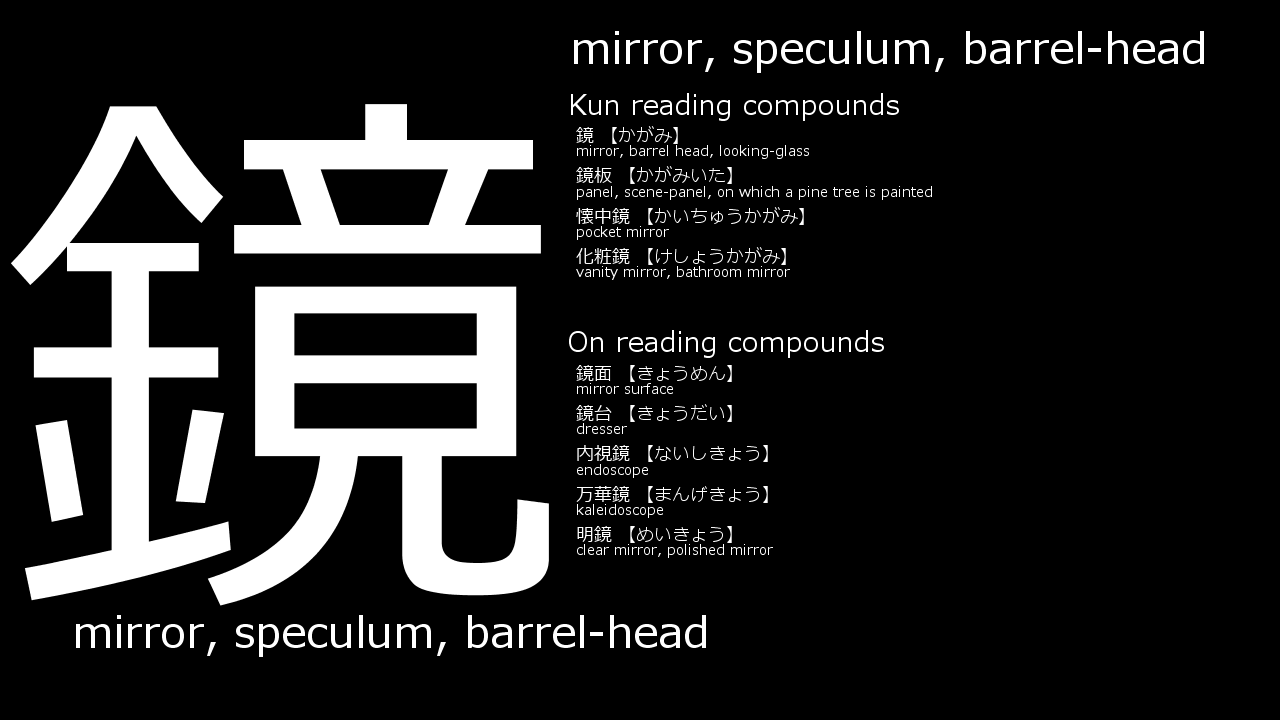 鏡
mirror, speculum, barrel-head
mirror, speculum, barrel-head
Kun reading compounds
鏡 【かがみ】
mirror, barrel head, looking-glass
鏡板 【かがみいた】
panel, scene-panel, on which a pine tree is painted
懐中鏡 【かいちゅうかがみ】
pocket mirror
化粧鏡 【けしょうかがみ】
vanity mirror, bathroom mirror
On reading compounds
鏡面 【きょうめん】
mirror surface
鏡台 【きょうだい】
dresser
内視鏡 【ないしきょう】
endoscope
万華鏡 【まんげきょう】
kaleidoscope
明鏡 【めいきょう】
clear mirror, polished mirror